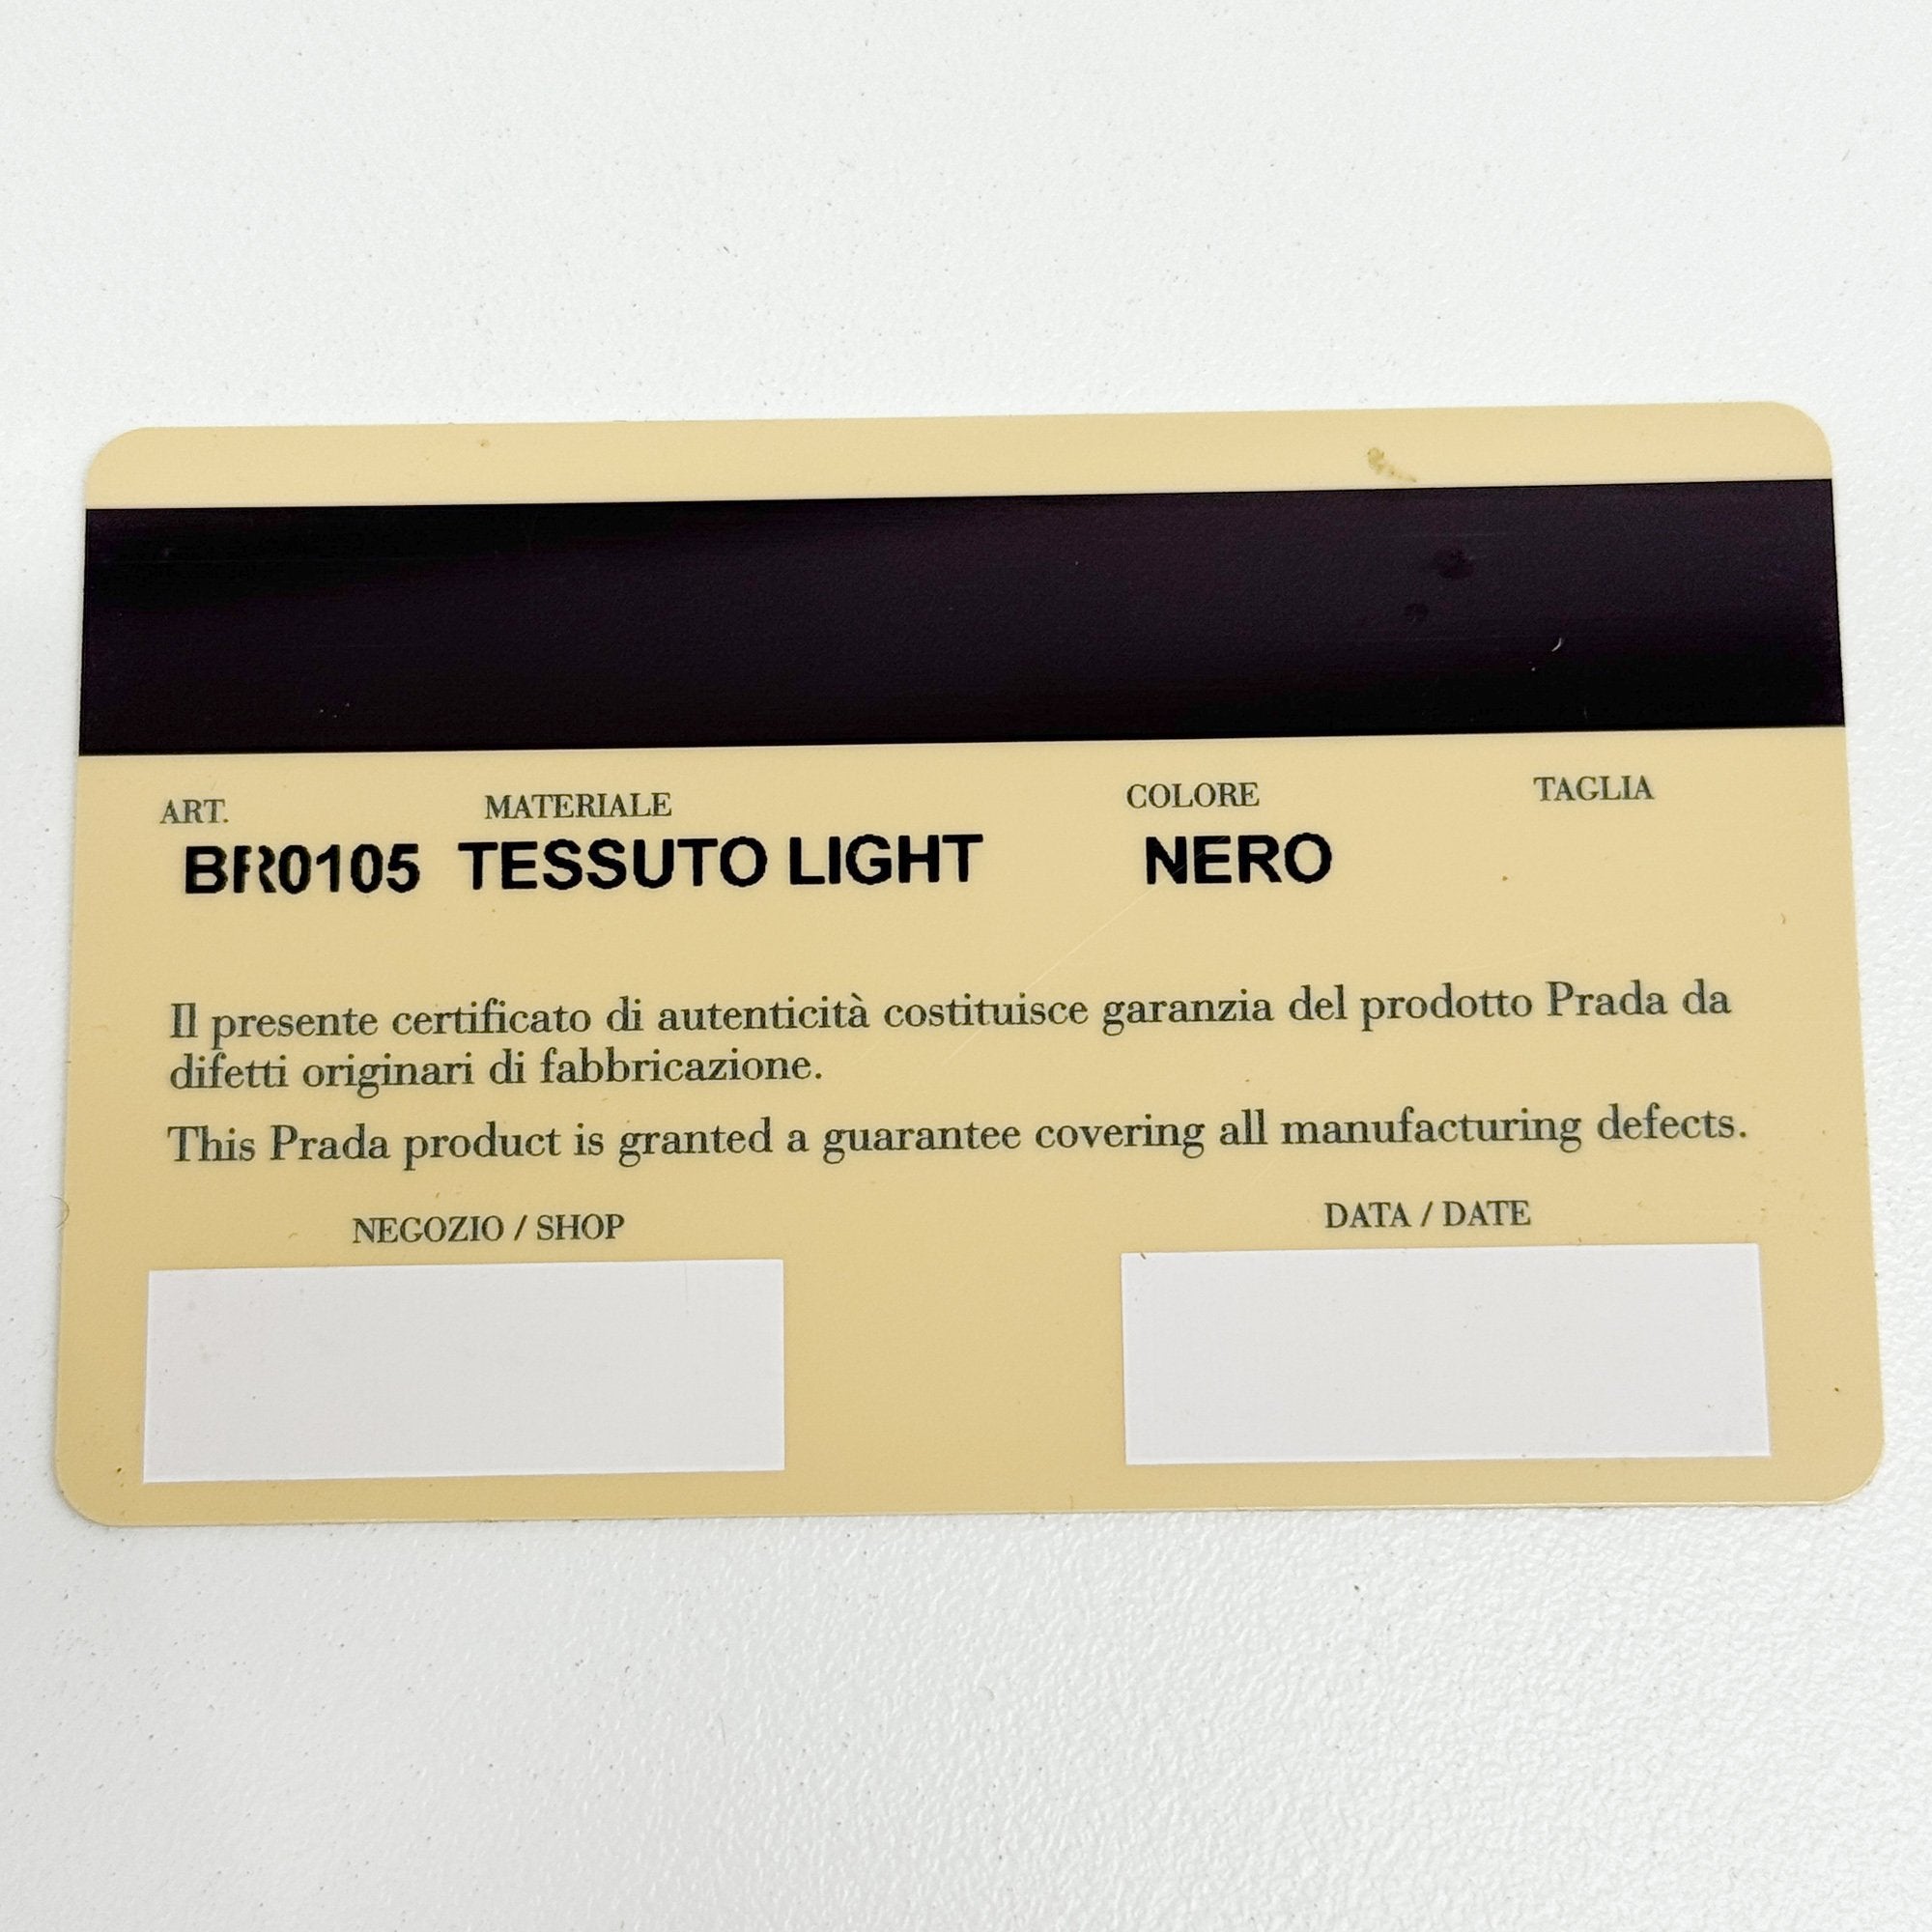 ART. MATERIALE COLORE TAGLIA
BR0105 TESSUTO LIGHT NERO
Il presente certificato di autenticità costituisce garanzia del prodotto Prada da
difetti originari di fabbricazione.
This Prada product is granted a guarantee covering all manufacturing defects.
NEGOZIO / SHOP DATA / DATE